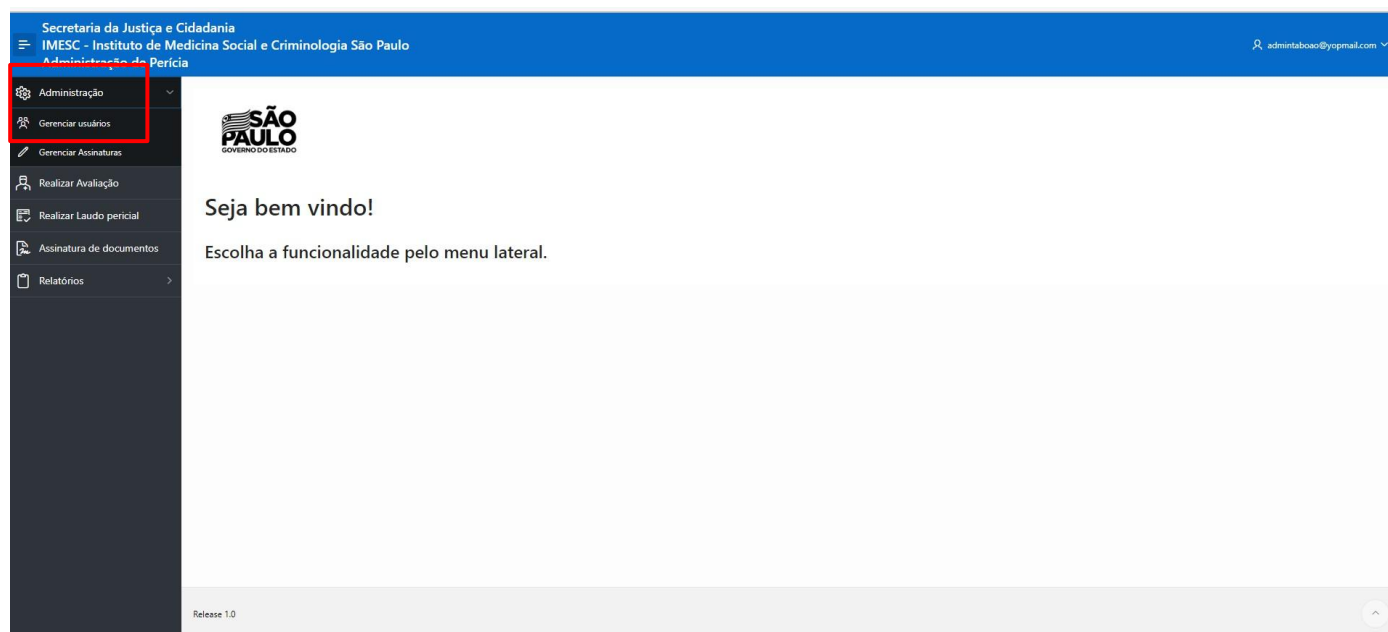 Secretaria da Justiça e Cidadania
IMESC - Instituto de Medicina Social e Criminologia São Paulo
Administração de Perícia
admintaboao@yopmail.com
Administração
Gerenciar usuários
Gerenciar Assinaturas
Realizar Avaliação
Realizar Laudo pericial
Assinatura de documentos
Relatórios
SÃO
PAULO
GOVERNO DO ESTADO
Seja bem vindo!
Escolha a funcionalidade pelo menu lateral.
Release 1.0